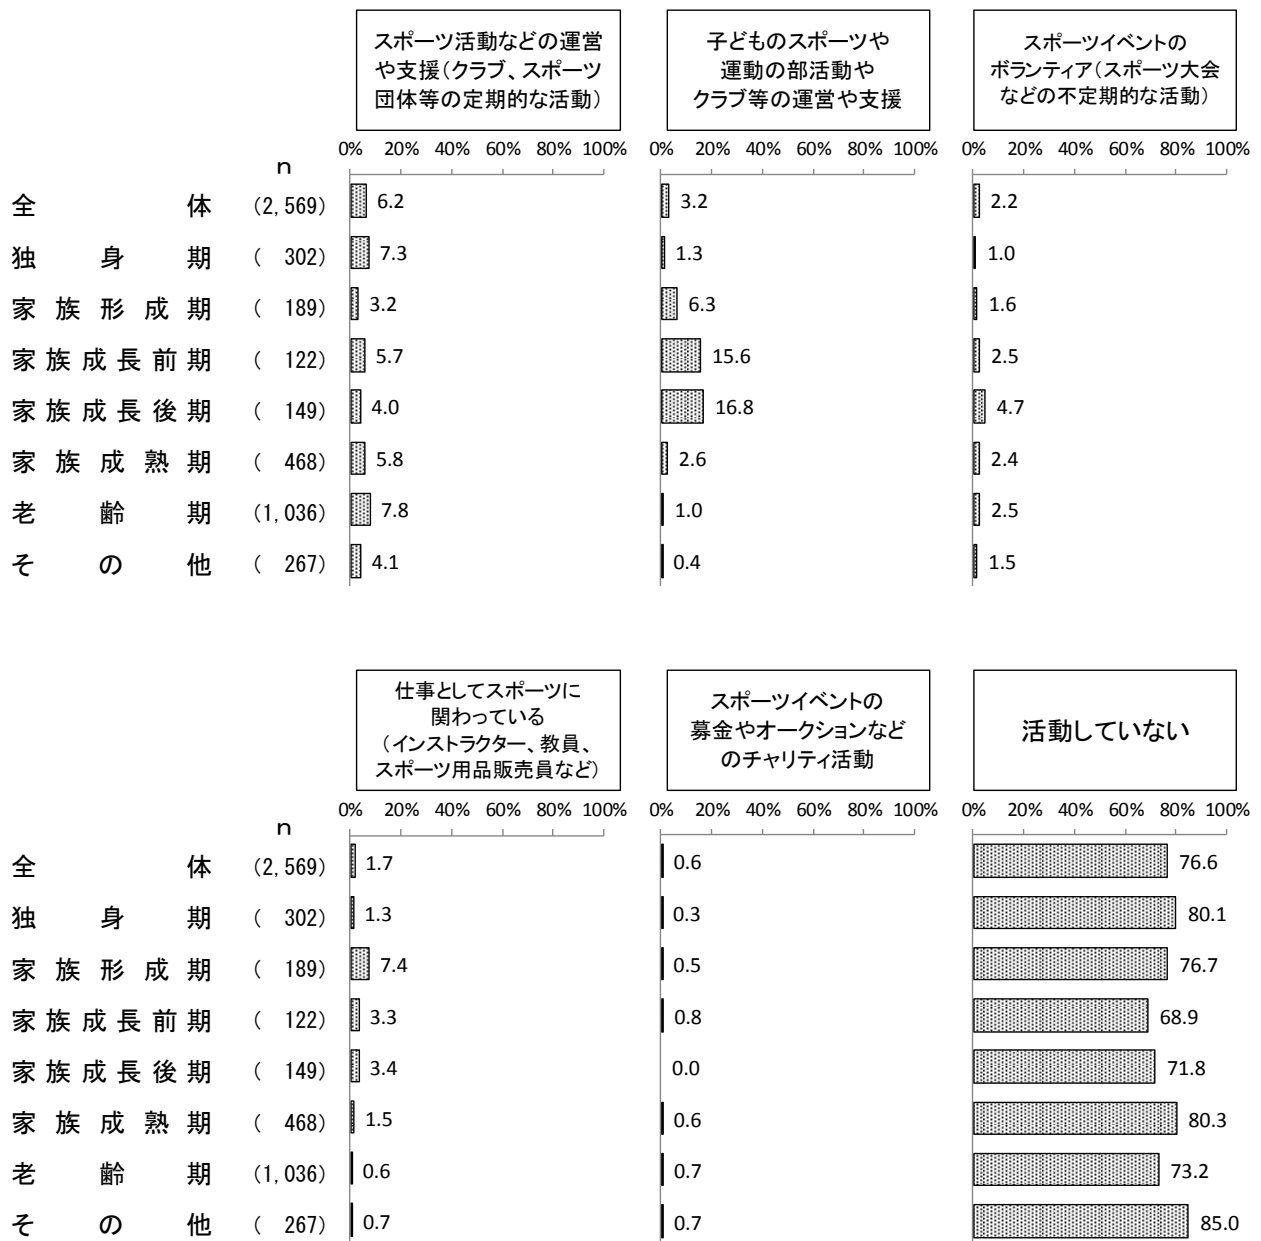 スポーツ活動などの運営
や支援(クラブ、スポーツ
団体等の定期的な活動)
子どものスポーツや
運動の部活動や
クラブ等の運営や支援
スポーツイベントの
ボランティア(スポーツ大会
などの不定期的な活動)
0% 20% 40% 60% 80% 100% 0% 20% 40% 60% 80% 100% 0% 20% 40% 60% 80% 100%
n
全体 (2,569) 6.2 3.2 2.2
独身期 ( 302) 7.3 1.3 1.0
家族形成期 ( 189) 3.2 6.3 1.6
家族成長前期 ( 122) 5.7 15.6 2.5
家族成長後期 ( 149) 4.0 16.8 4.7
家族成熟期 ( 468) 5.8 2.6 2.4
老齢期 (1,036) 7.8 1.0 2.5
その他 ( 267) 4.1 0.4 1.5
仕事としてスポーツに
関わっている
(インストラクター、教員、
スポーツ用品販売員など)
スポーツイベントの
募金やオークションなど
のチャリティ活動
活動していない
0% 20% 40% 60% 80% 100% 0% 20% 40% 60% 80% 100% 0% 20% 40% 60% 80% 100%
n
全体 (2,569) 1.7 0.6 76.6
独身期 ( 302) 1.3 0.3 80.1
家族形成期 ( 189) 7.4 0.5 76.7
家族成長前期 ( 122) 3.3 0.8 68.9
家族成長後期 ( 149) 3.4 0.0 71.8
家族成熟期 ( 468) 1.5 0.6 80.3
老齢期 (1,036) 0.6 0.7 73.2
その他 ( 267) 0.7 0.7 85.0